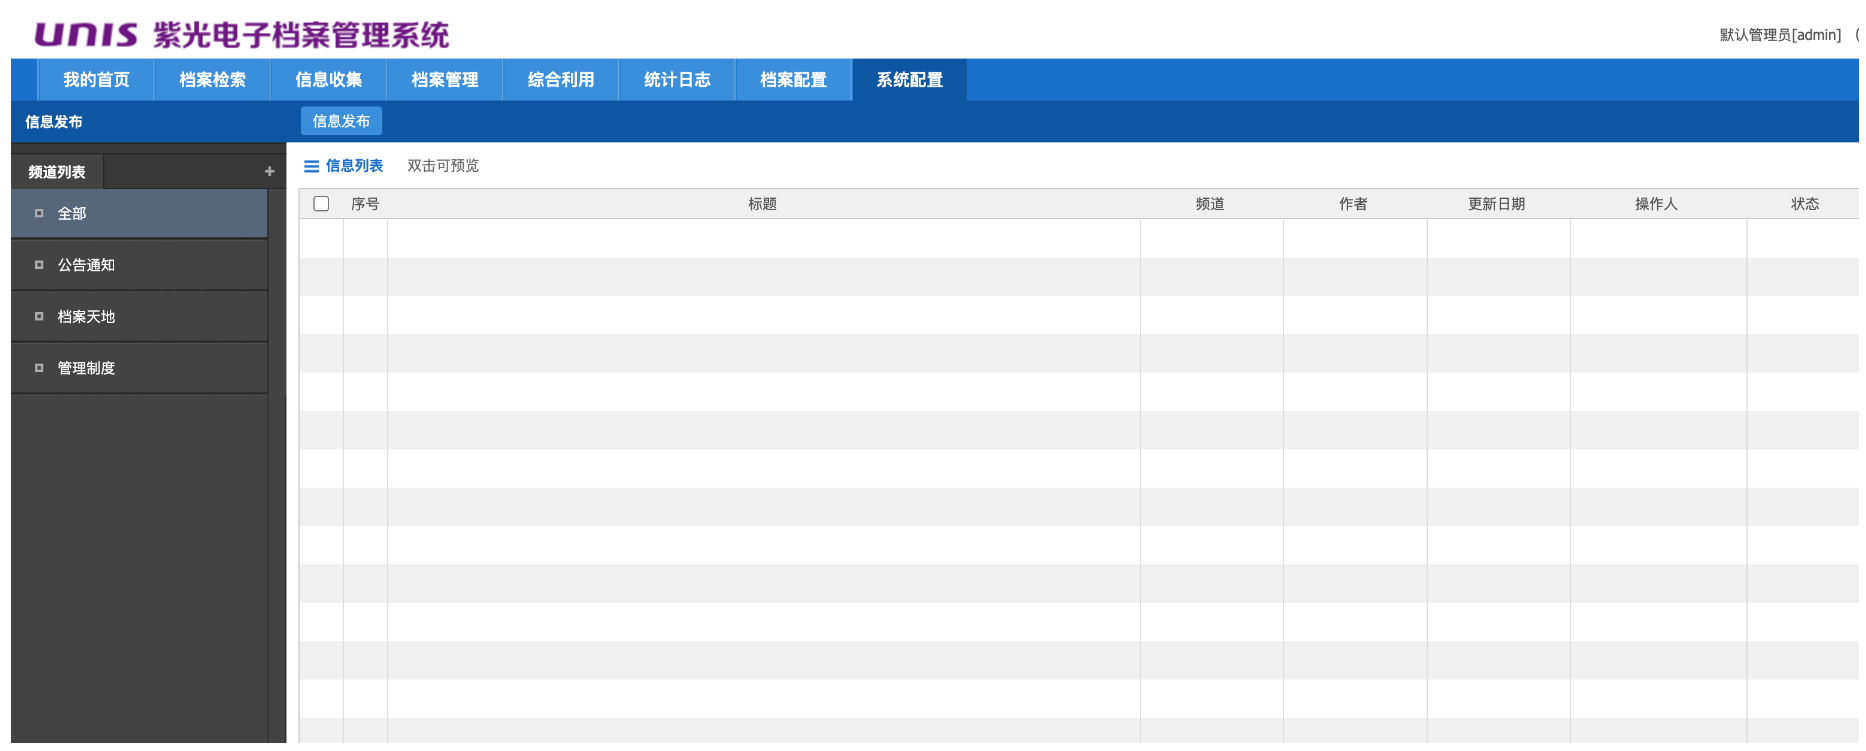 UNIS 紫光电子档案管理系统
默认管理员[admin] (
我的首页 档案检索 信息收集 档案管理 综合利用 统计日志 档案配置 系统配置
信息发布 信息发布
频道列表 +
信息列表 双击可预览
序号 标题 频道 作者 更新日期 操作人 状态
全部
公告通知
档案天地
管理制度